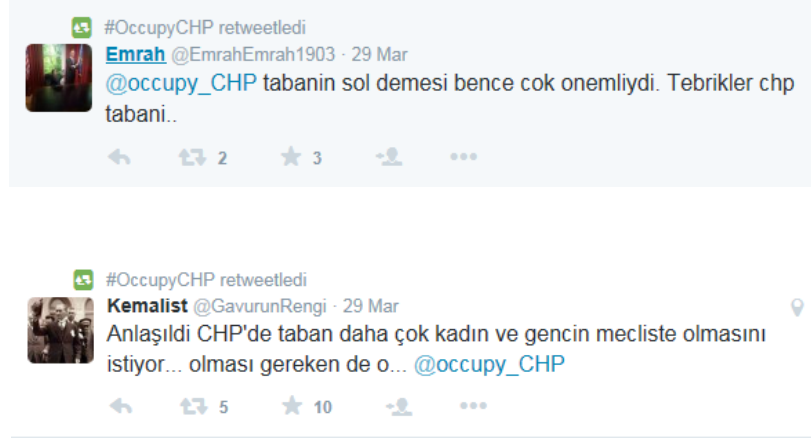 #OccupyCHP retweetledi
Emrah @EmrahEmrah1903 · 29 Mar
@occupy_CHP tabanin sol demesi bence cok onemliydi. Tebrikler chp
tabani..
2 3
#OccupyCHP retweetledi
Kemalist @GavurunRengi · 29 Mar
Anlaşıldi CHP'de taban daha çok kadın ve gencin mecliste olmasını
istiyor... olması gereken de o... @occupy_CHP
5 10